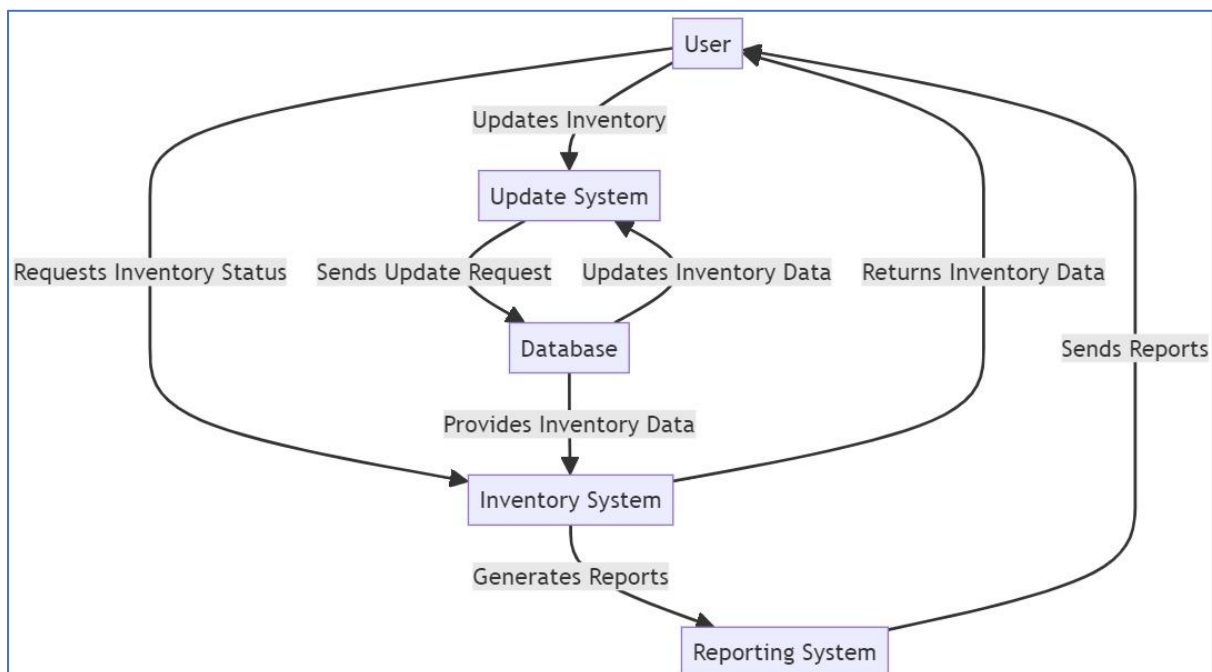 User
Updates Inventory
Update System
Requests Inventory Status
Sends Update Request
Updates Inventory Data
Returns Inventory Data
Database
Sends Reports
Provides Inventory Data
Inventory System
Generates Reports
Reporting System